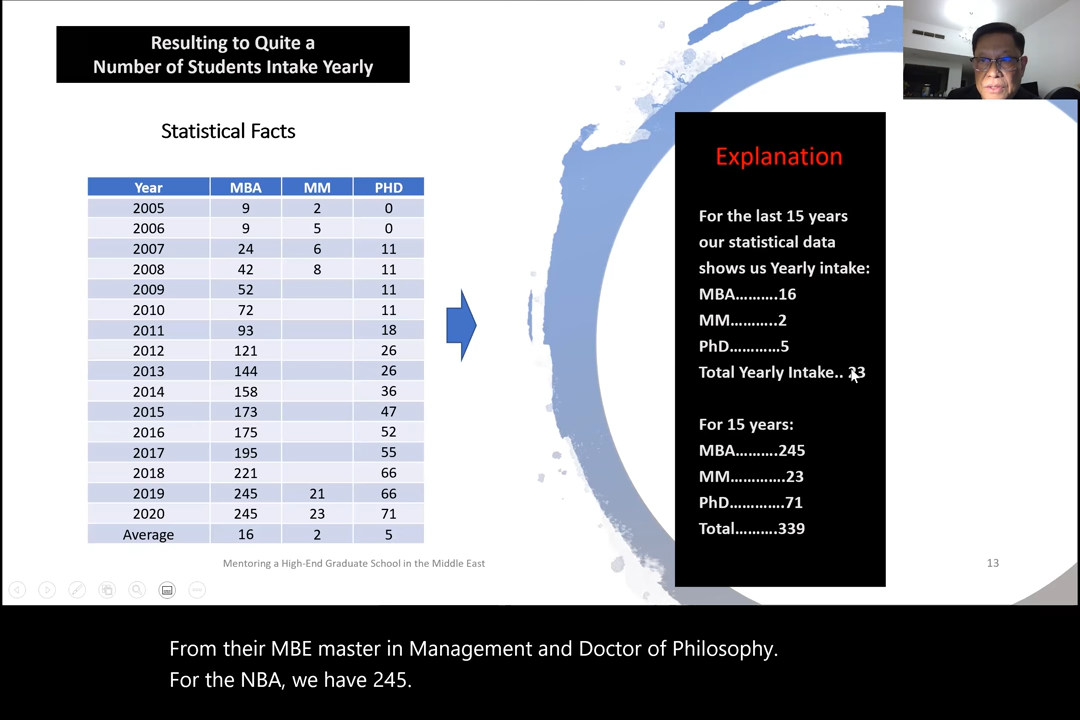 Resulting to Quite a
Number of Students Intake Yearly
Statistical Facts
Year MBA MM PHD
2005 9 2 0
2006 9 5 0
2007 24 6 11
2008 42 8 11
2009 52 11
2010 72 11
2011 93 18
2012 121 26
2013 144 26
2014 158 36
2015 173 47
2016 175 52
2017 195 55
2018 221 66
2019 245 21 66
2020 245 23 71
Average 16 2 5
Explanation
For the last 15 years
our statistical data
shows us Yearly intake:
MBA……….16
MM………..2
PhD…………5
Total Yearly Intake.. 23
For 15 years:
MBA……….245
MM………….23
PhD………….71
Total……….339
Mentoring a High-End Graduate School in the Middle East
13
From their MBE master in Management and Doctor of Philosophy.
For the NBA, we have 245.